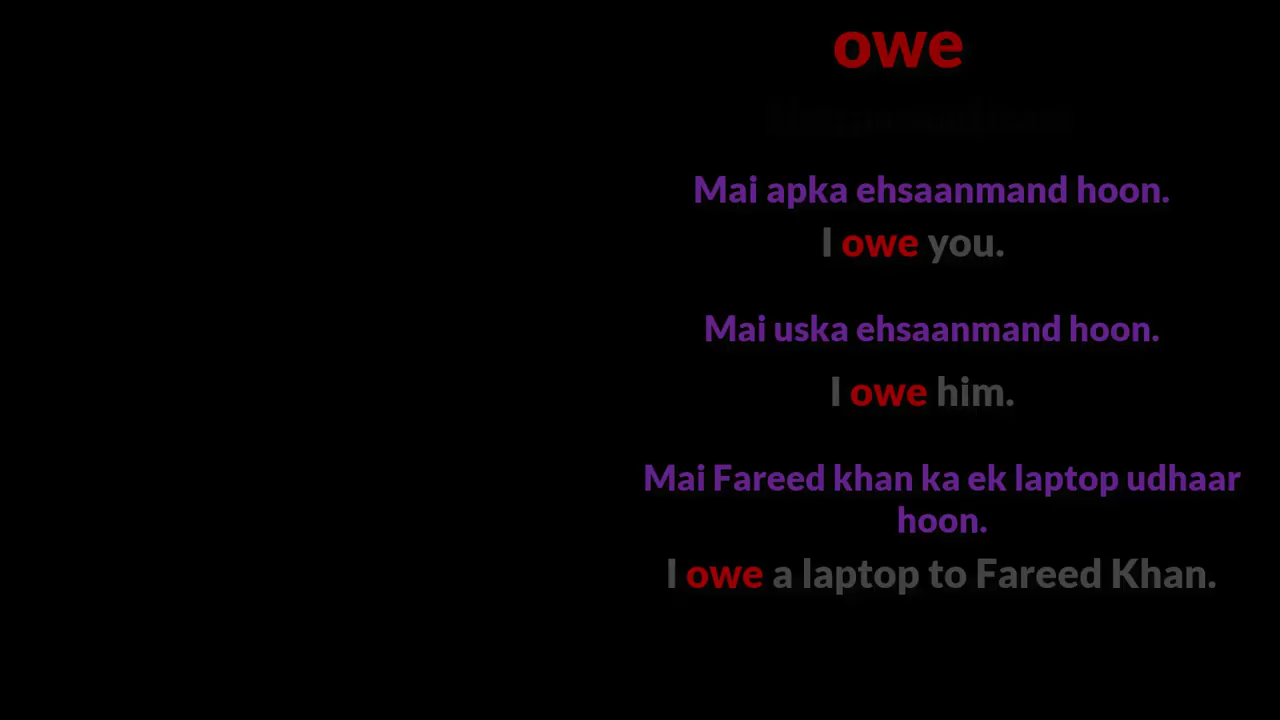 owe
Mai apka ehsaanmand hoon.
I owe you.
Mai uska ehsaanmand hoon.
I owe him.
Mai Fareed khan ka ek laptop udhaar
hoon.
I owe a laptop to Fareed Khan.